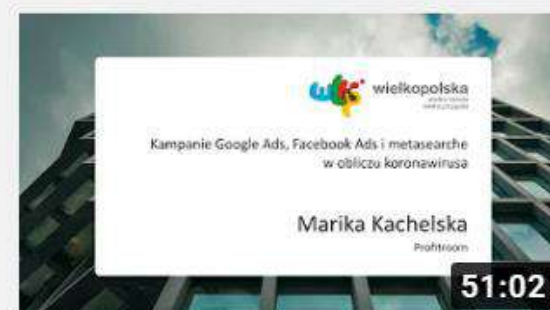 wielkopolska
Kampanie Google Ads, Facebook Ads i metasearche
w obliczu koronawirusa
Marika Kachelska
Profitroom
51:02